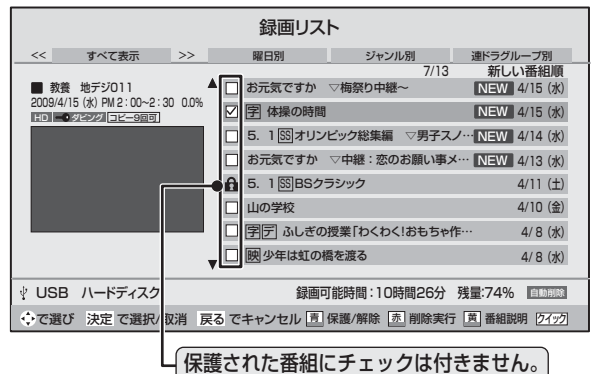 録画リスト
<< すべて表示 >> 曜日別 ジャンル別 連ドラグループ別
7/13 新しい番組順
■ 教養 地デジ011
2009/4/15 (水) PM 2:00~2:30 0.0%
HD ダビング コピー9回可
お元気ですか ▽梅祭り中継~ NEW 4/15 (水)
字 体操の時間 NEW 4/15 (水)
5. 1 SS オリンピック総集編 ▽男子スノ… NEW 4/14 (水)
お元気ですか ▽中継:恋のお願い事メ… NEW 4/13 (水)
5. 1 SS BSクラシック 4/11 (土)
山の学校 4/10 (金)
字デ ふしぎの授業「わくわく!おもちゃ作… 4/ 8 (水)
映 少年は虹の橋を渡る 4/ 8 (水)
USB ハードディスク 録画可能時間:10時間26分 残量:74% 自動削除
で選び 決定 で選択/取消 戻る でキャンセル 青 保護/解除 赤 削除実行 黄 番組説明 クイック
保護された番組にチェックは付きません。